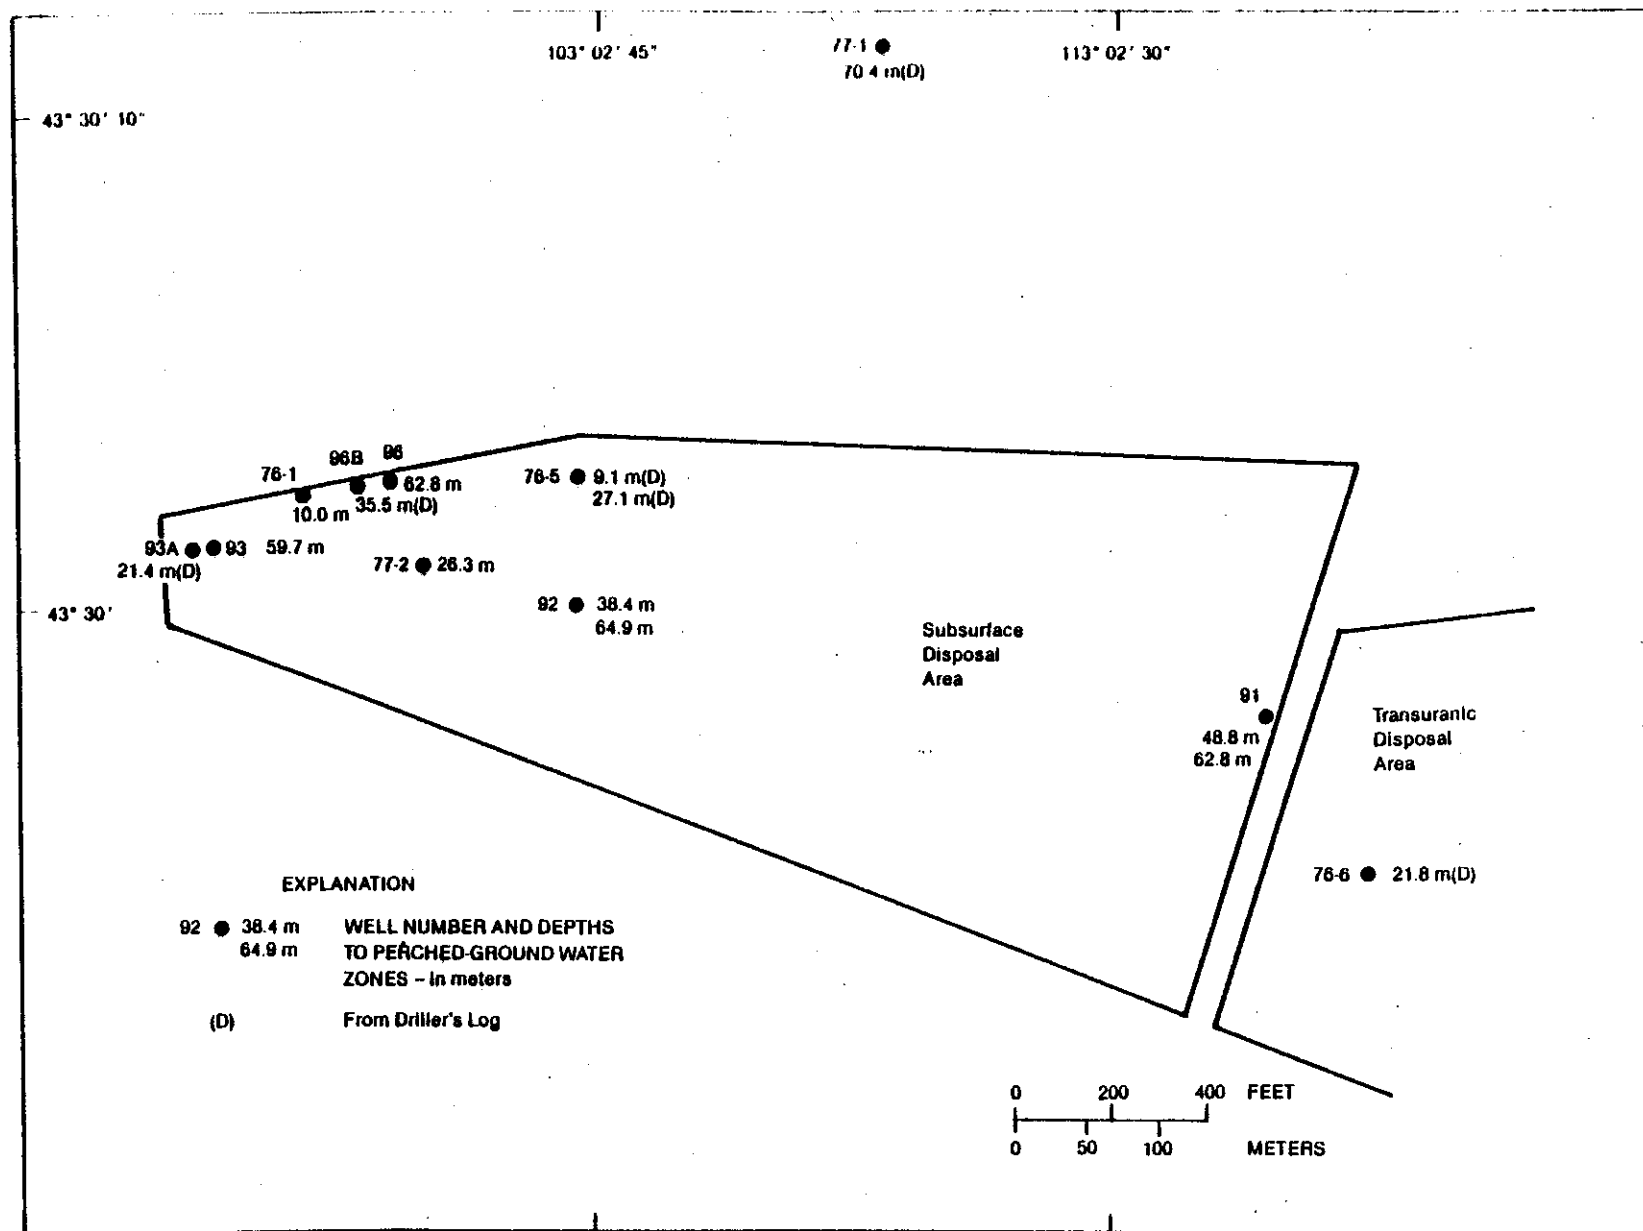 103° 02' 45"
77-1
113° 02' 30"
70.4 m(D)
43° 30' 10"
76-1
96B
96
62.8 m
35.5 m(D)
10.0 m
76-5
9.1 m(D)
27.1 m(D)
93A
93
59.7 m
21.4 m(D)
77-2
26.3 m
43° 30'
92
38.4 m
64.9 m
Subsurface
Disposal
Area
91
48.8 m
62.8 m
Transuranic
Disposal
Area
76-6
21.8 m(D)
EXPLANATION
92
38.4 m
64.9 m
WELL NUMBER AND DEPTHS
TO PERCHED-GROUND WATER
ZONES – in meters
(D)
From Driller's Log
0 200 400 FEET
0 50 100 METERS